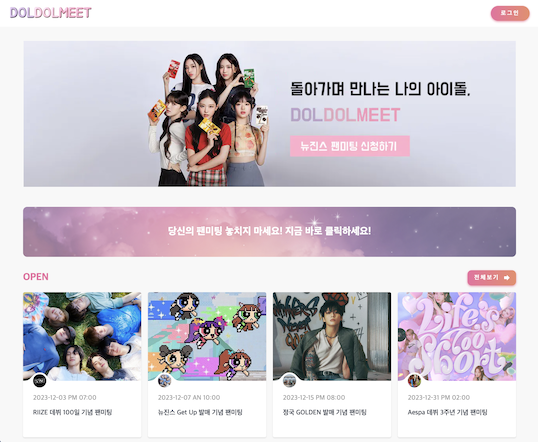 DOLDOLMEET
로그인
돌아가며 만나는 나의 아이돌.
DOLDOLMEET
뉴진스 팬미팅 신청하기
당신의 팬미팅 놓치지 마세요! 지금 바로 클릭하세요!
OPEN
전체보기
Life's
Too
Short
2023-12-03 PM 07:00
RIIZE 데뷔 100일 기념 팬미팅
2023-12-07 AN 10:00
뉴진스 Get Up 발매 기념 팬미팅
2023-12-15 PM 08:00
정국 GOLDEN 발매 기념 팬미팅
2023-12-31 PM 02:00
Aespa 데뷔 3주년 기념 팬미팅